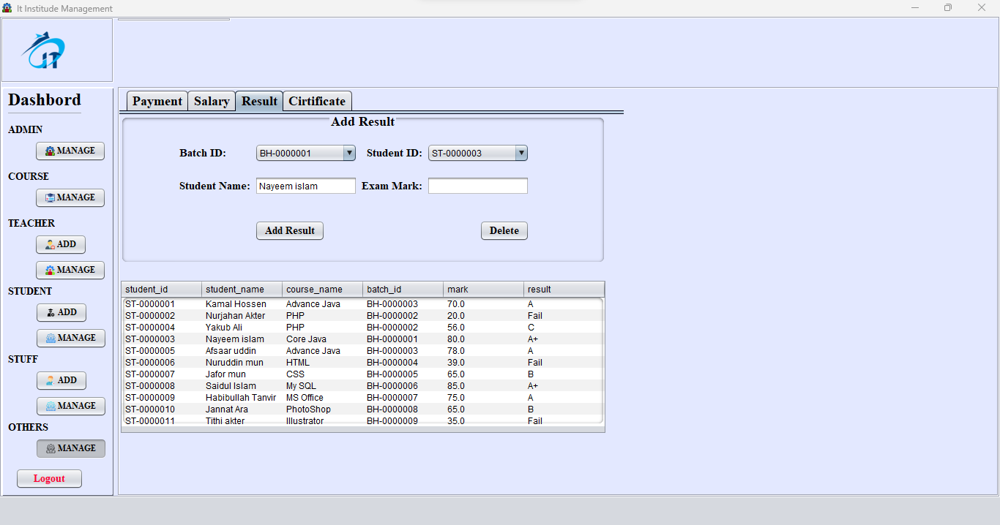 It Institude Management
IT
Dashbord
ADMIN
MANAGE
COURSE
MANAGE
TEACHER
ADD
MANAGE
STUDENT
ADD
MANAGE
STUFF
ADD
MANAGE
OTHERS
MANAGE
Logout
Payment Salary Result Cirtificate
Add Result
Batch ID: BH-0000001 Student ID: ST-0000003
Student Name: Nayeem islam Exam Mark:
Add Result Delete
student_id student_name course_name batch_id mark result
ST-0000001 Kamal Hossen Advance Java BH-0000003 70.0 A
ST-0000002 Nurjahan Akter PHP BH-0000002 20.0 Fail
ST-0000004 Yakub Ali PHP BH-0000002 56.0 C
ST-0000003 Nayeem islam Core Java BH-0000001 80.0 A+
ST-0000005 Afsaar uddin Advance Java BH-0000003 78.0 A
ST-0000006 Nuruddin mun HTML BH-0000004 39.0 Fail
ST-0000007 Jafor mun CSS BH-0000005 65.0 B
ST-0000008 Saidul Islam My SQL BH-0000006 85.0 A+
ST-0000009 Habibullah Tanvir MS Office BH-0000007 75.0 A
ST-0000010 Jannat Ara PhotoShop BH-0000008 65.0 B
ST-0000011 Tithi akter Illustrator BH-0000009 35.0 Fail